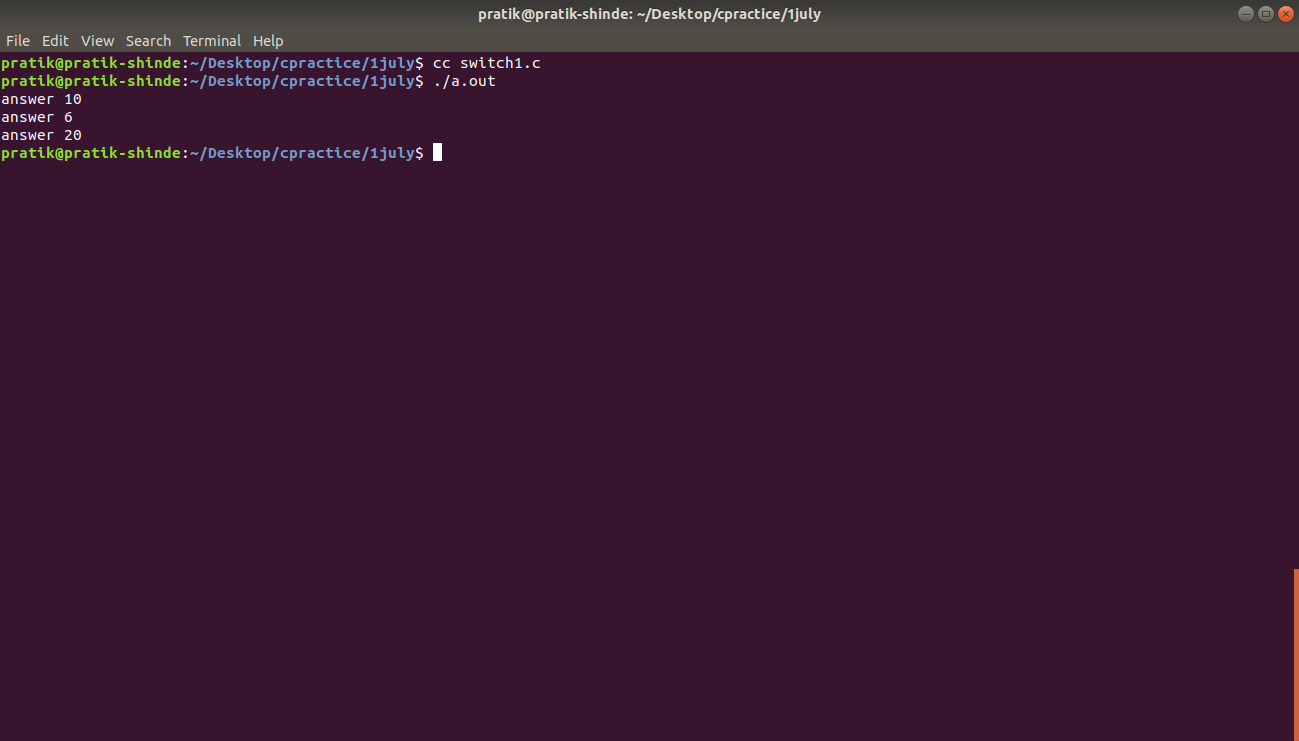 pratik@pratik-shinde: ~/Desktop/cpractice/1july
File Edit View Search Terminal Help
pratik@pratik-shinde:~/Desktop/cpractice/1july$ cc switch1.c
pratik@pratik-shinde:~/Desktop/cpractice/1july$ ./a.out
answer 10
answer 6
answer 20
pratik@pratik-shinde:~/Desktop/cpractice/1july$